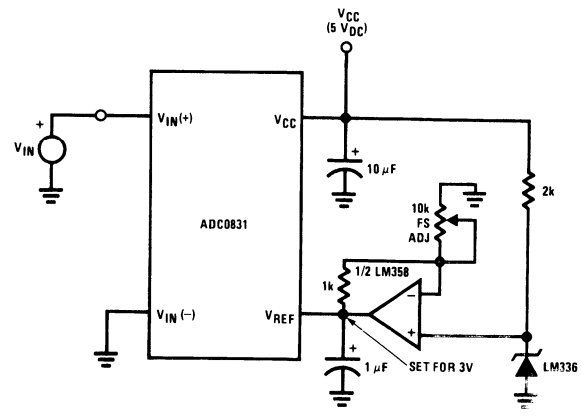 VCC
(5 VDC)
+
VIN
VIN(+)
VCC
+
10 µF
2k
ADC0831
10k
FS
ADJ
1/2 LM358
1k
−
+
VIN(−)
VREF
+
1 µF
SET FOR 3V
LM336